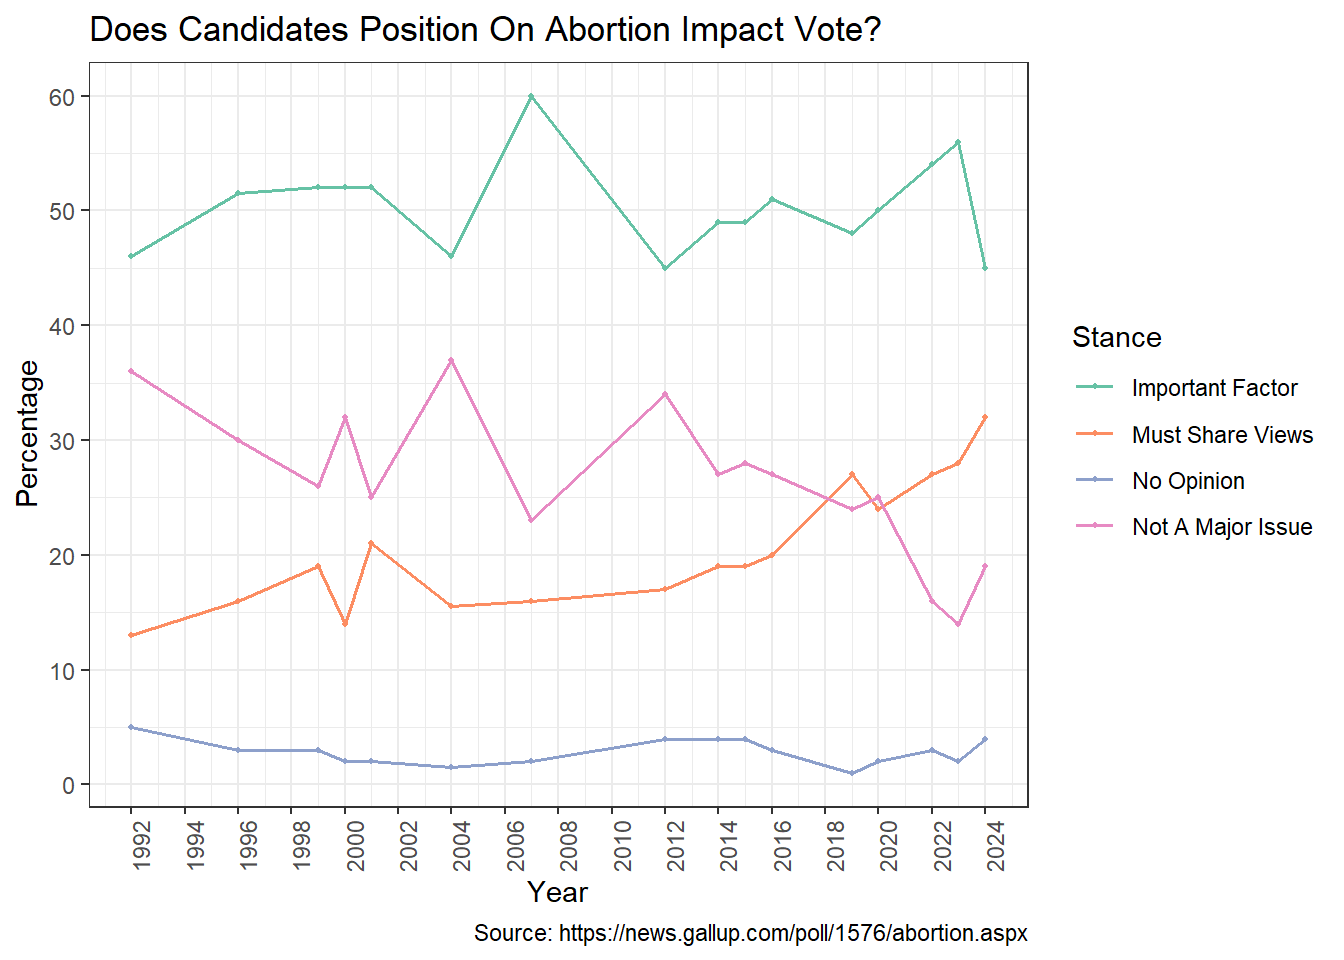 Does Candidates Position On Abortion Impact Vote?
60
50
40
30
20
10
0
Percentage
1992
1994
1996
1998
2000
2002
2004
2006
2008
2010
2012
2014
2016
2018
2020
2022
2024
Year
Stance
Important Factor
Must Share Views
No Opinion
Not A Major Issue
Source: https://news.gallup.com/poll/1576/abortion.aspx